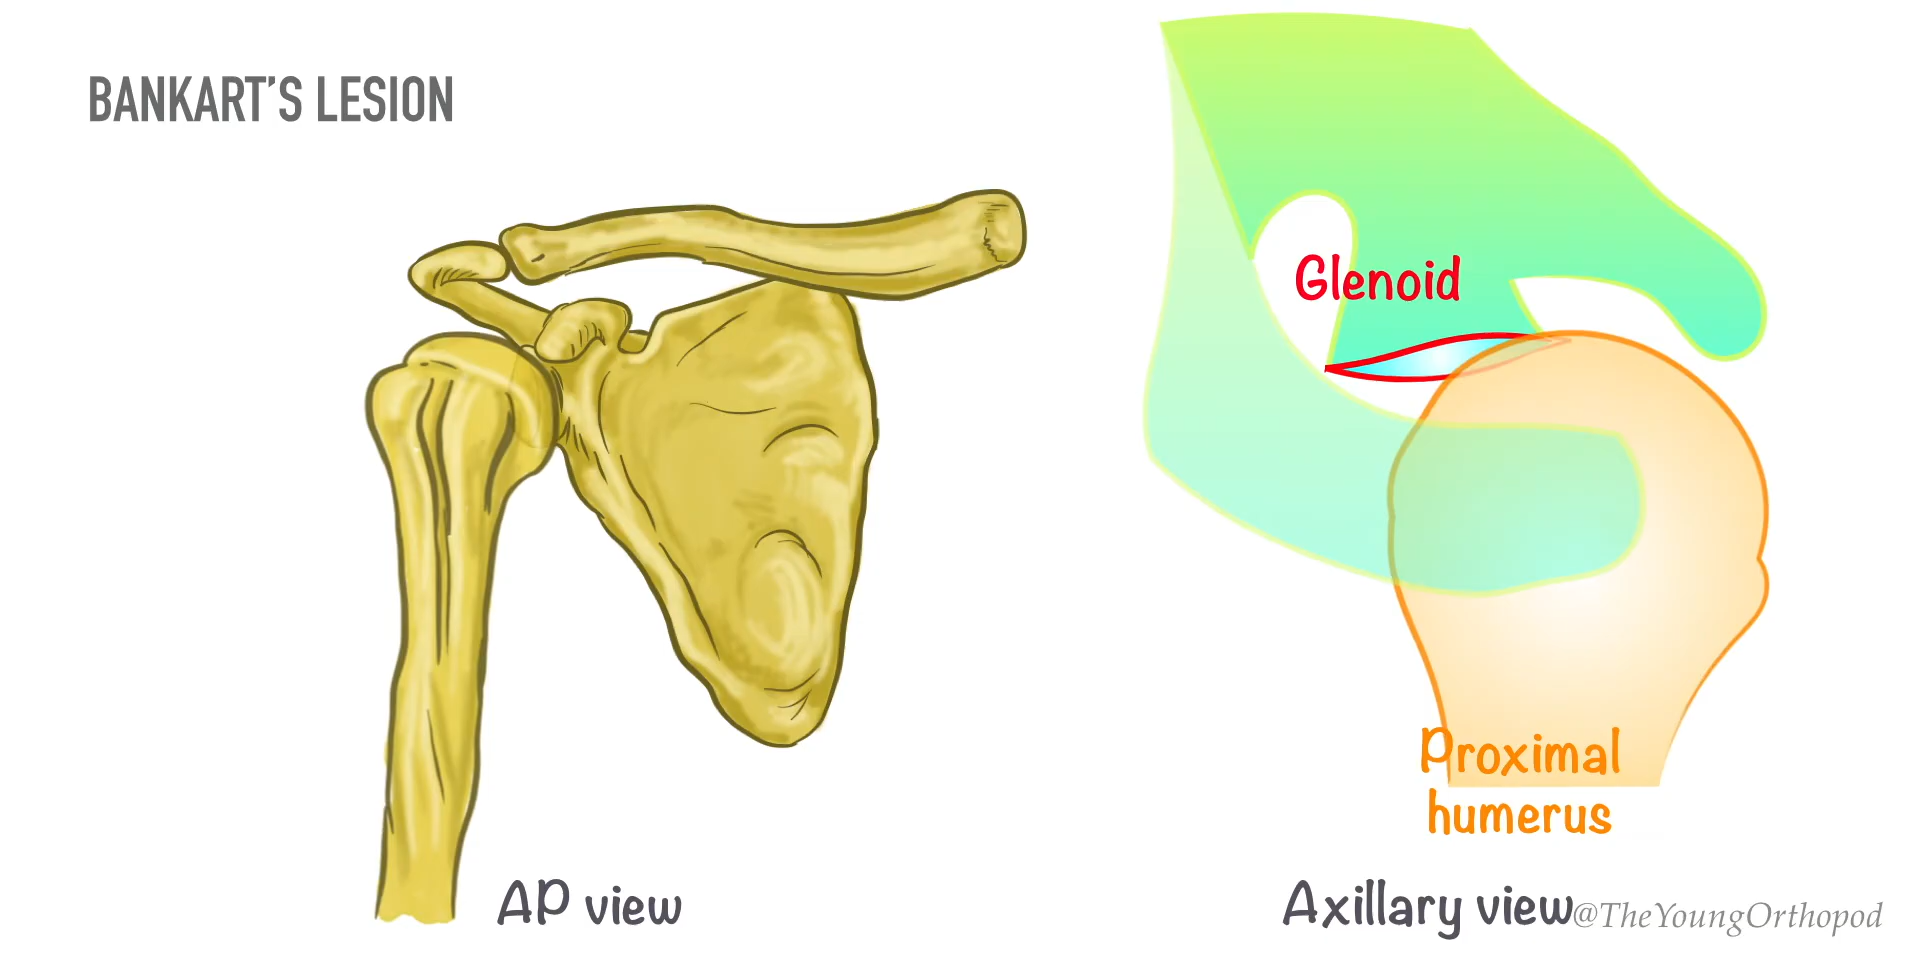 BANKART'S LESION
Glenoid
Proximal
humerus
AP view
Axillary view
@TheYoungOrthopod